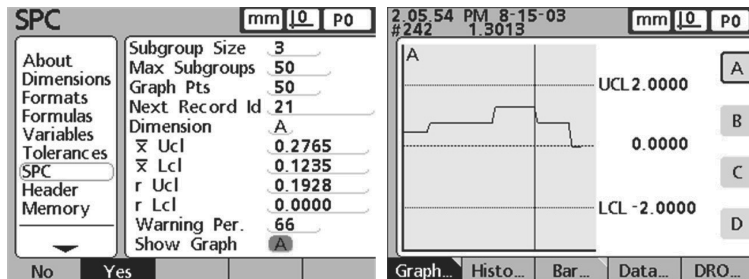 SPC
mm 0 P0
About
Dimensions
Formats
Formulas
Variables
Tolerances
SPC
Header
Memory
Subgroup Size 3
Max Subgroups 50
Graph Pts 50
Next Record Id 21
Dimension A
x̅ Ucl 0.2765
x̅ Lcl 0.1235
r Ucl 0.1928
r Lcl 0.0000
Warning Per. 66
Show Graph A
No Yes
2.05.54 PM 8-15-03
#242 1.3013
mm 0 P0
A
UCL 2.0000
0.0000
LCL -2.0000
A
B
C
D
Graph... Histo... Bar... Data... DRO...